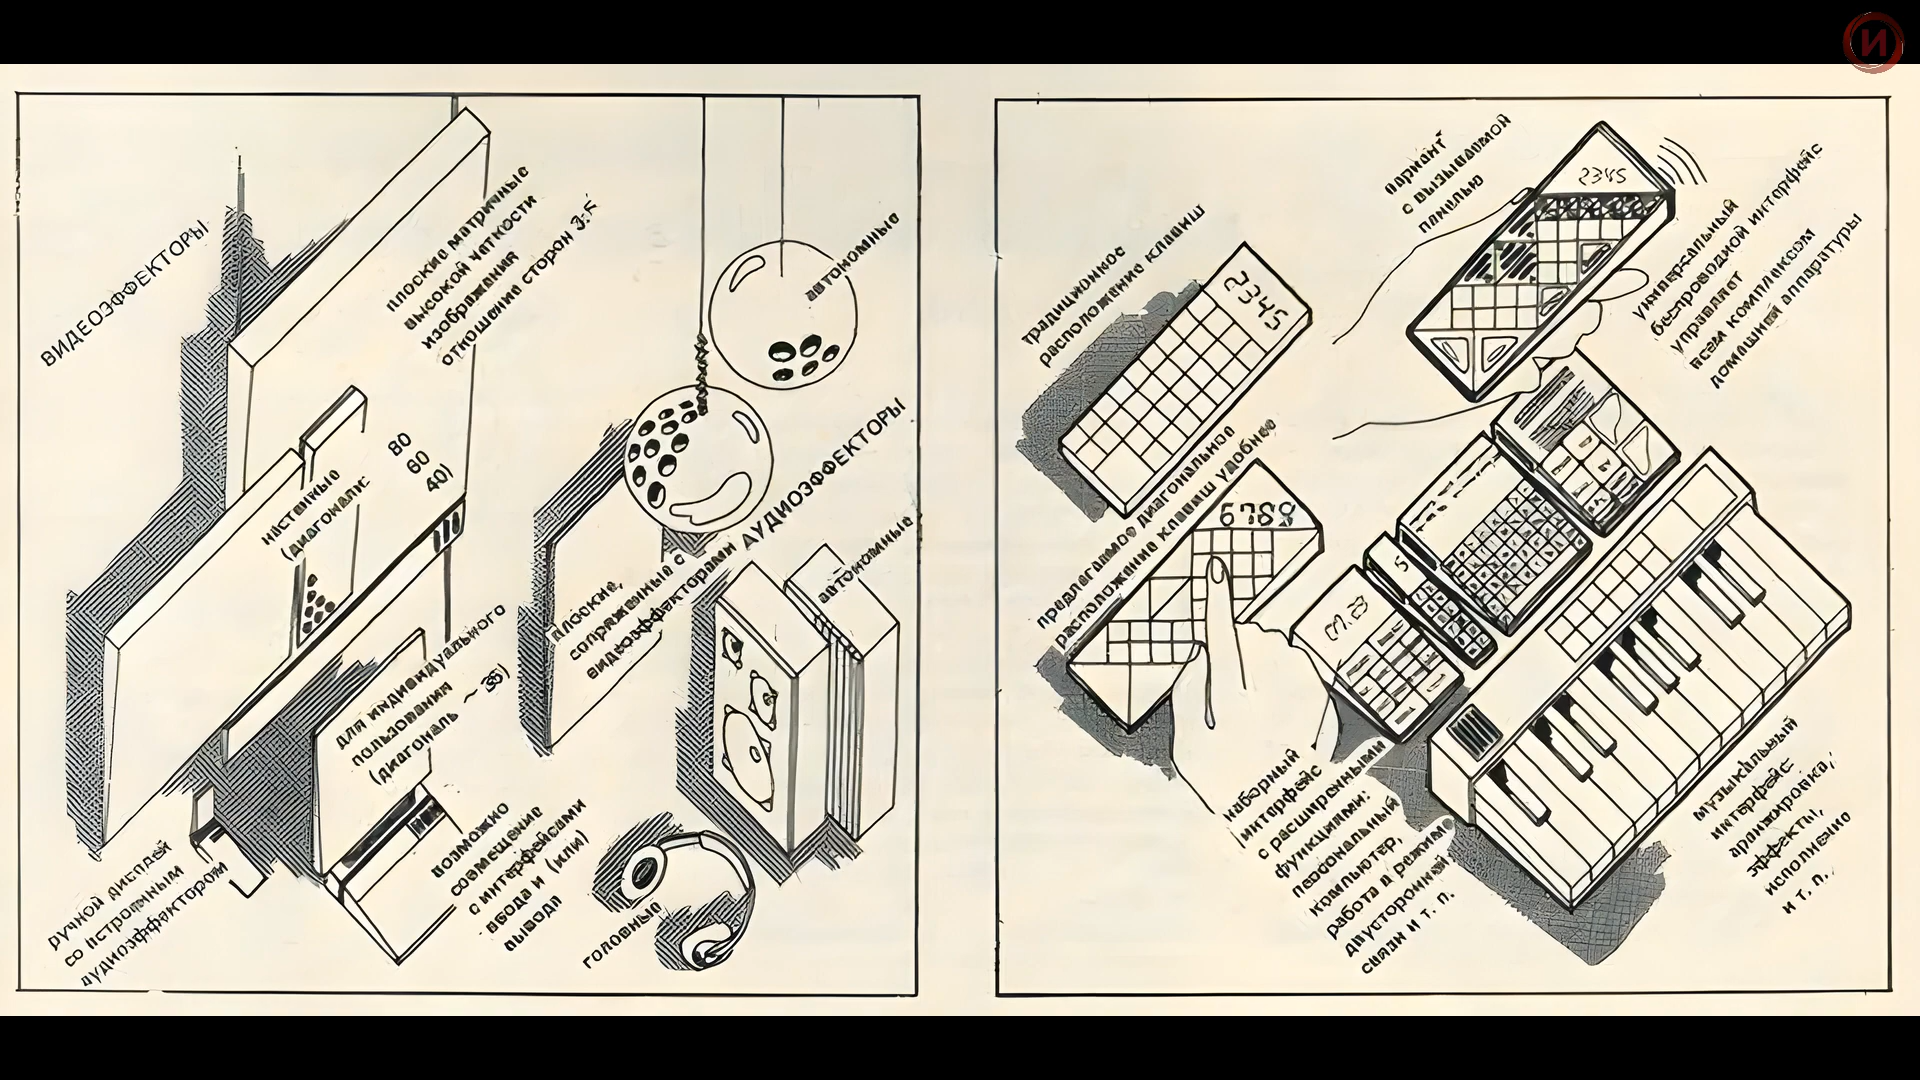 ВИДЕОЭФФЕКТОРЫ
плоские матричные
высокой четкости
изображения
отношение сторон
автономные
80
60
40)
настенные
(диагональ:
АУДИОЭФФЕКТОРЫ
плоские,
сопряженные с
видеоэффекторами
автономные
для индивидуального
пользования
(диагональ ~ 35)
возможно
совмещение
с интерфейсами
ввода и (или)
вывода
ручной дисплей
со встроенным
аудиоэффектором
головные
вариант
с вызываемой
панелью
2345
универсальный
беспроводной интерфейс
управляет
всем комплексом
домашней аппаратуры
традиционное
расположение клавиш
2345
предлагаемое диагональное
расположение клавиш удобнее
6789
5
наборный
интерфейс
с расширенными
функциями:
персональный
компьютер,
работа в режиме
двусторонней
связи и т. п.
музыкальный
интерфейс
аранжировка,
эффекты,
исполнение
и т. п.
И